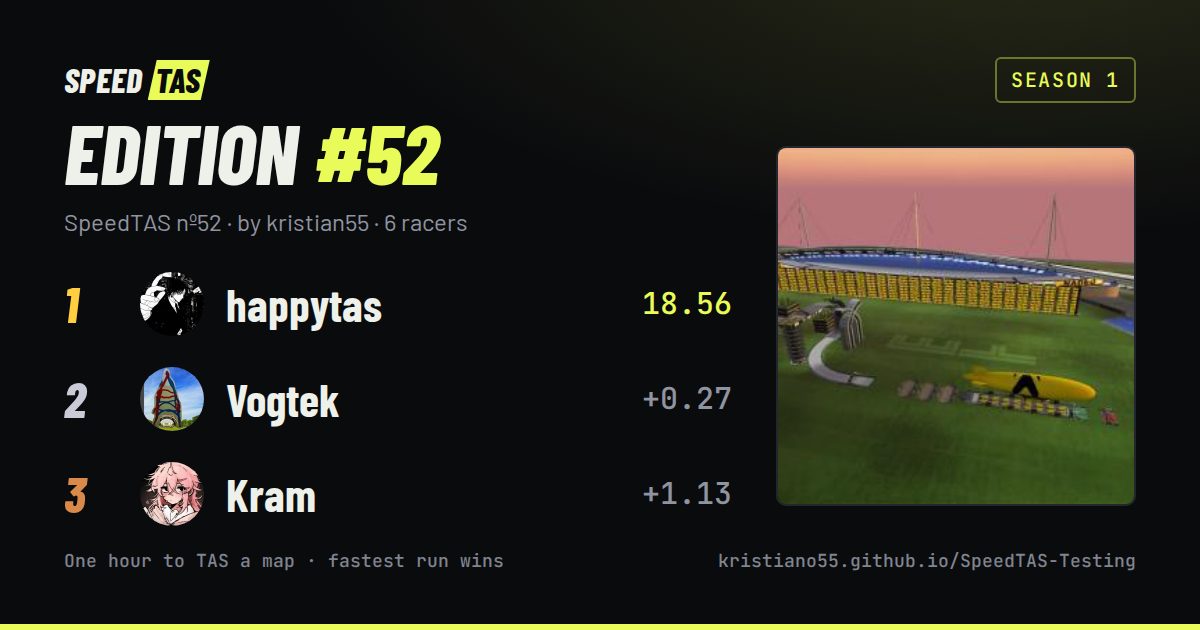 SPEED TAS
SEASON 1
EDITION #52
SpeedTAS nº52 · by kristian55 · 6 racers
1 happytas 18.56
2 Vogtek +0.27
3 Kram +1.13
One hour to TAS a map · fastest run wins
kristiano55.github.io/SpeedTAS-Testing